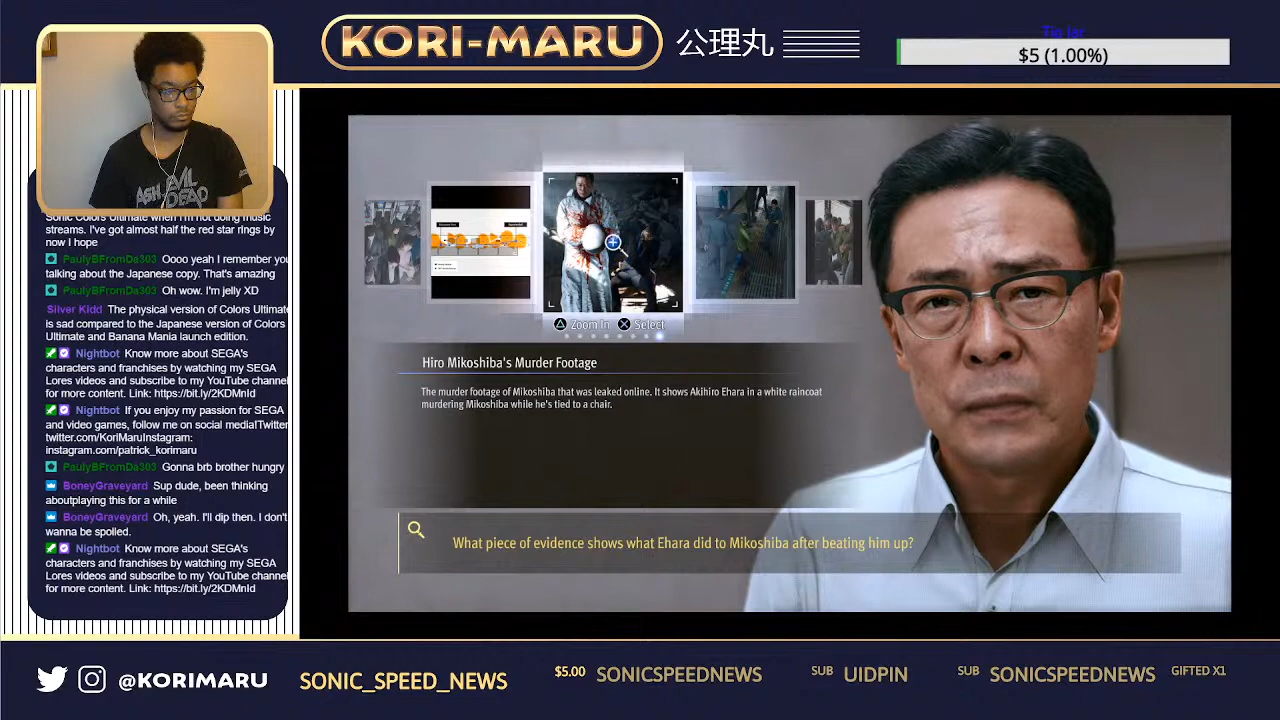 KORI-MARU 公理丸
Tip jar
$5 (1.00%)
ASH EVIL DEAD
Sonic Colors Ultimate when I'm not doing music
streams. I've got almost half the red star rings by
now I hope
PaulyBFromDa303 Oooo yeah I remember you
talking about the Japanese copy. That's amazing
PaulyBFromDa303 Oh wow. I'm jelly XD
Silver Kidd The physical version of Colors Ultimate
is sad compared to the Japanese version of Colors
Ultimate and Banana Mania launch edition.
Nightbot Know more about SEGA's
characters and franchises by watching my SEGA
Lores videos and subscribe to my YouTube channel
for more content. Link: https://bit.ly/2KDMnId
Nightbot If you enjoy my passion for SEGA
and video games, follow me on social media!Twitter:
twitter.com/KoriMaruInstagram:
instagram.com/patrick_korimaru
PaulyBFromDa303 Gonna brb brother hungry
BoneyGraveyard Sup dude, been thinking
aboutplaying this for a while
BoneyGraveyard Oh, yeah. I'll dip then. I don't
wanna be spoiled.
Nightbot Know more about SEGA's
characters and franchises by watching my SEGA
Lores videos and subscribe to my YouTube channel
for more content. Link: https://bit.ly/2KDMnId
Zoom In Select
Hiro Mikoshiba's Murder Footage
The murder footage of Mikoshiba that was leaked online. It shows Akihiro Ehara in a white raincoat
murdering Mikoshiba while he's tied to a chair.
What piece of evidence shows what Ehara did to Mikoshiba after beating him up?
@KORIMARU
SONIC_SPEED_NEWS
$5.00 SONICSPEEDNEWS
SUB UIDPIN
SUB SONICSPEEDNEWS GIFTED X1